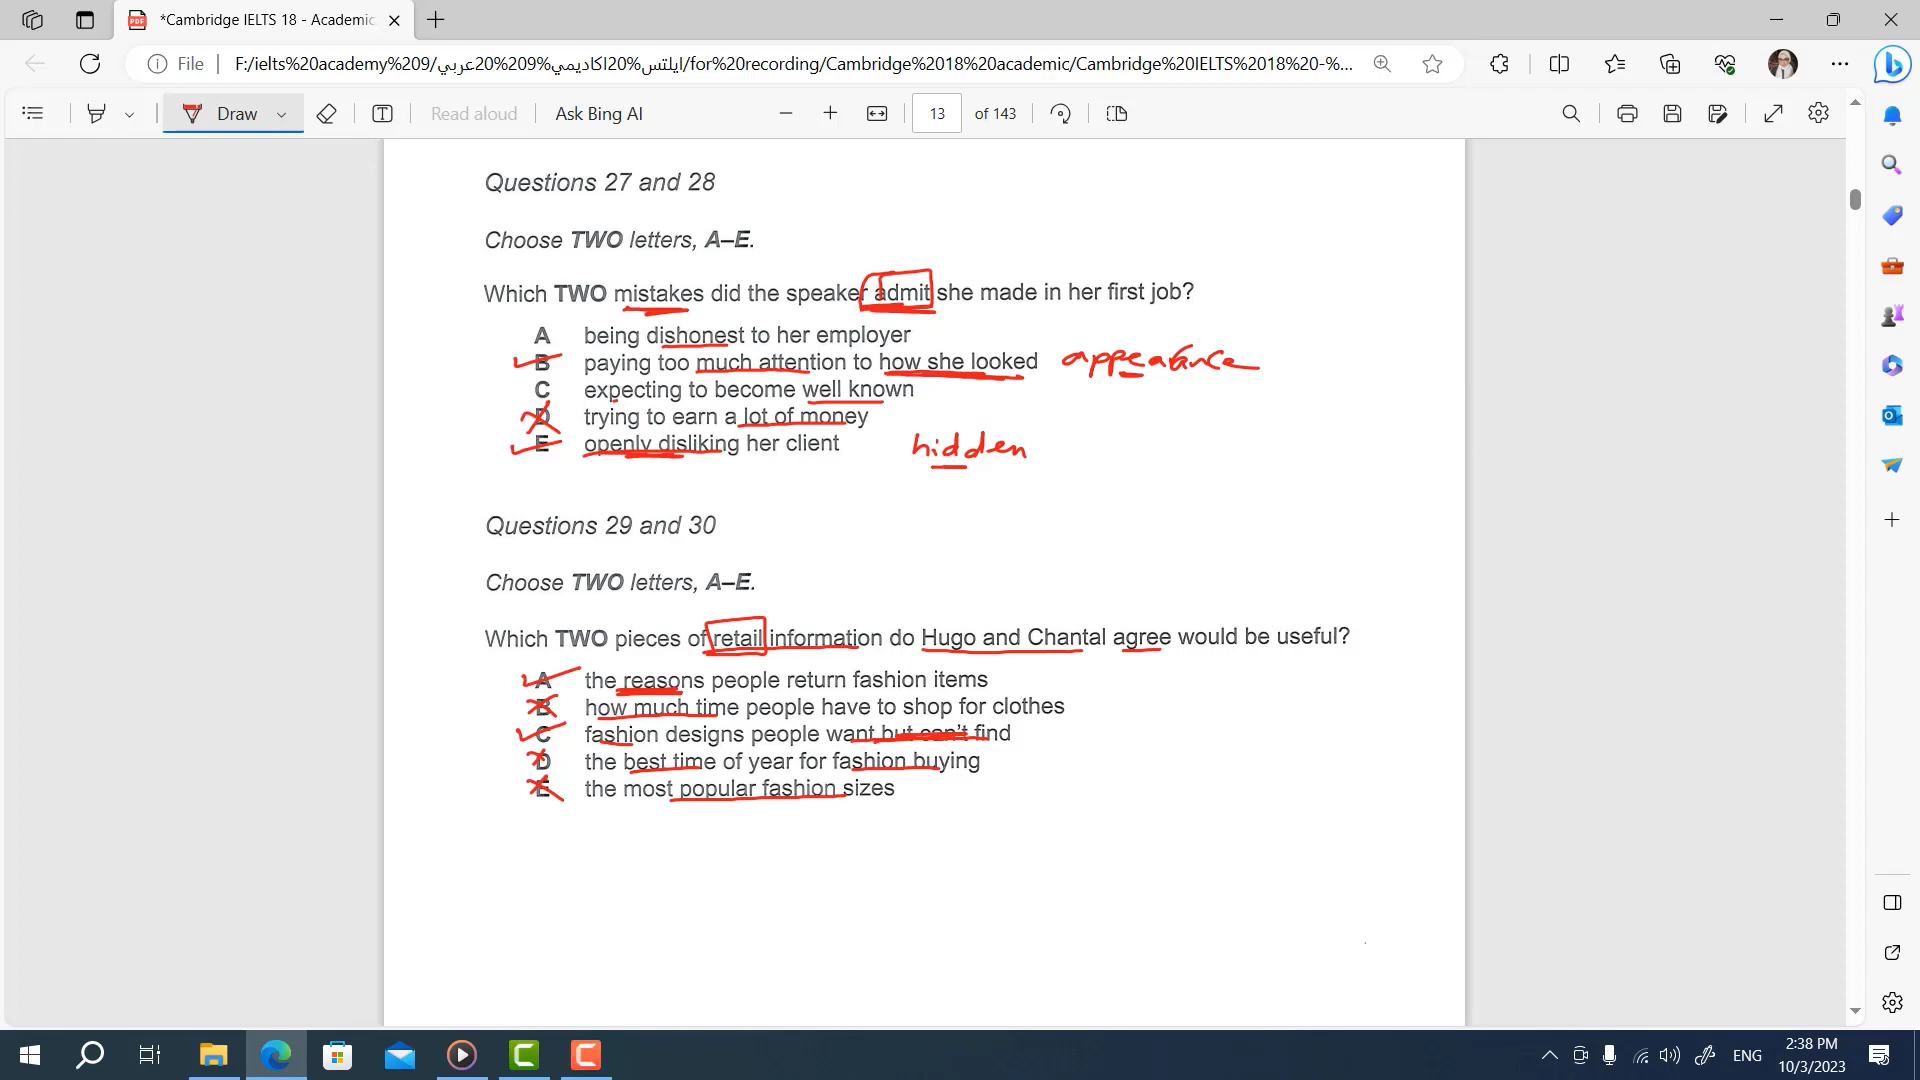 *Cambridge IELTS 18 - Academic
File
F:/ielts%20academy%209/ايلتس%20اكاديمي%209%20عربي/for%20recording/Cambridge%2018%20academic/Cambridge%20IELTS%2018%20-%...
Draw
Read aloud
Ask Bing AI
13 of 143
Questions 27 and 28
Choose TWO letters, A–E.
Which TWO mistakes did the speaker admit she made in her first job?
A being dishonest to her employer
B paying too much attention to how she looked appearance
C expecting to become well known
D trying to earn a lot of money
E openly disliking her client hidden
Questions 29 and 30
Choose TWO letters, A–E.
Which TWO pieces of retail information do Hugo and Chantal agree would be useful?
A the reasons people return fashion items
B how much time people have to shop for clothes
C fashion designs people want but can't find
D the best time of year for fashion buying
E the most popular fashion sizes
ENG
2:38 PM
10/3/2023